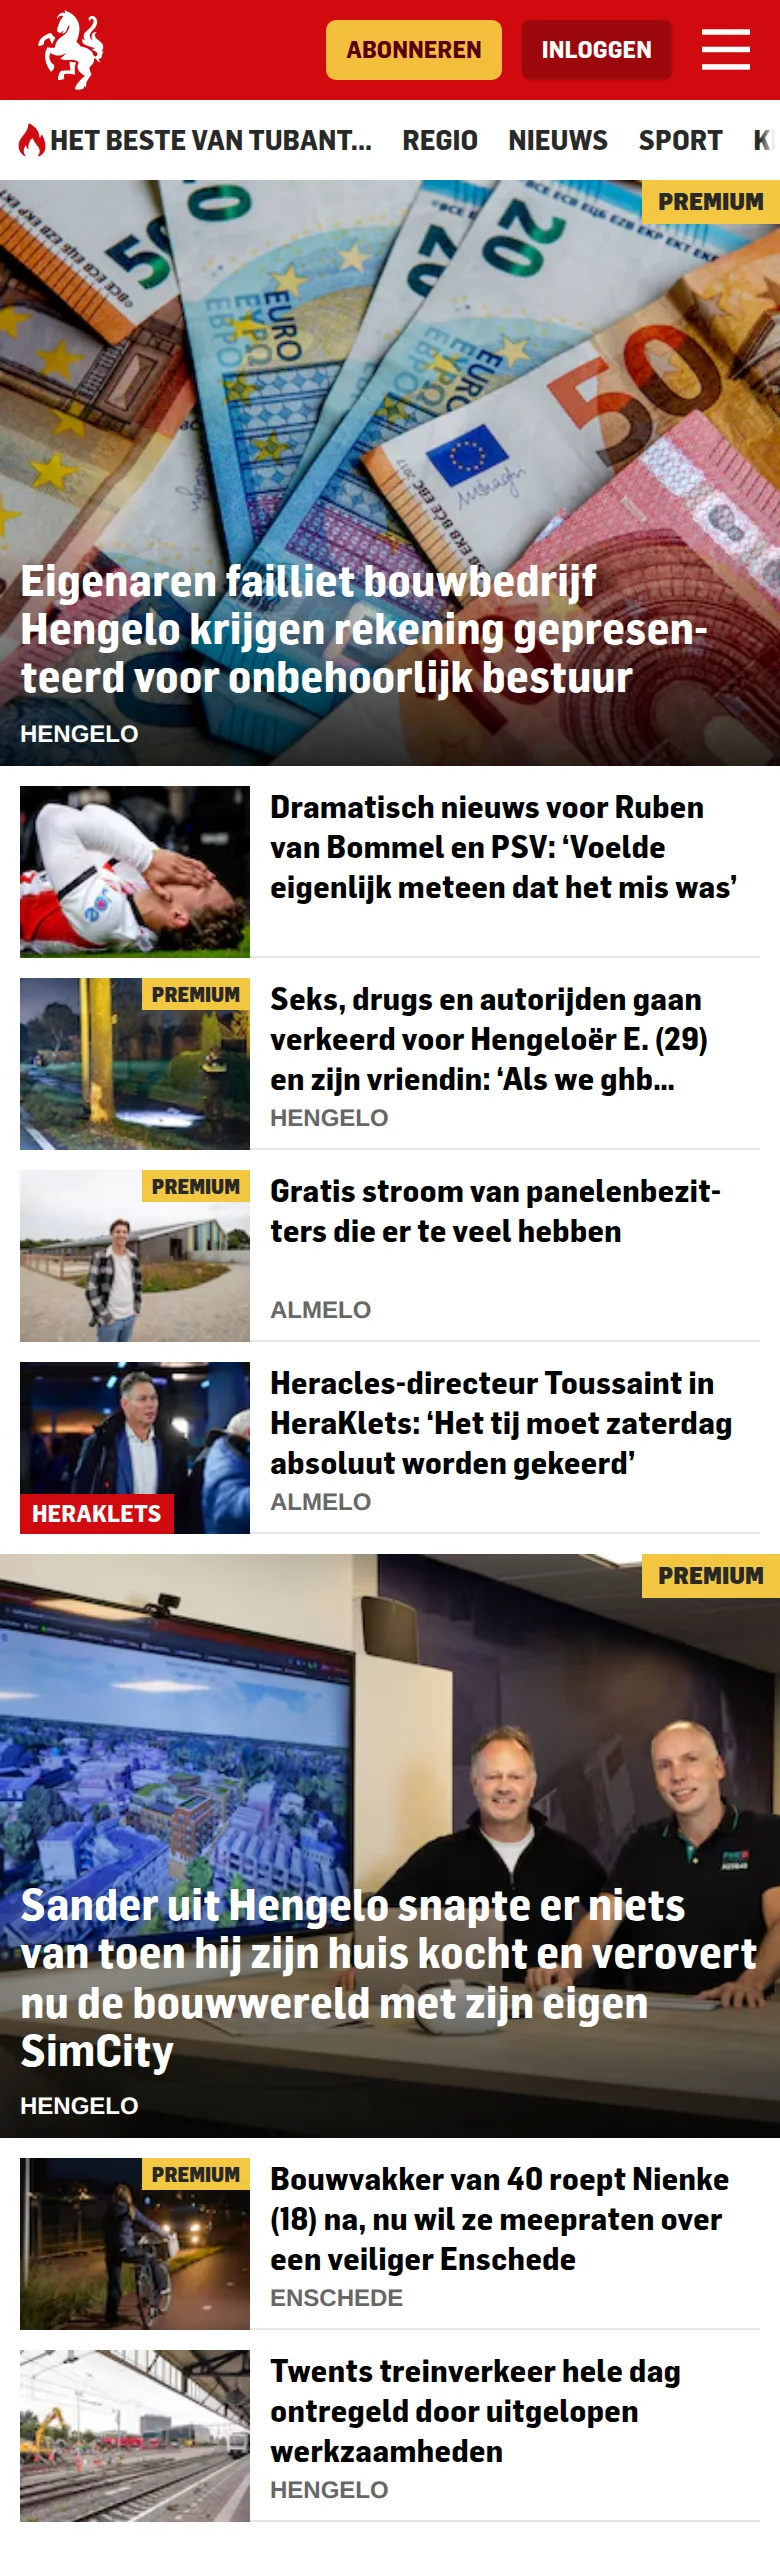 ABONNEREN
INLOGGEN
HET BESTE VAN TUBANT...
REGIO
NIEUWS
SPORT
PREMIUM
Eigenaren failliet bouwbedrijf
Hengelo krijgen rekening gepresen-
teerd voor onbehoorlijk bestuur
HENGELO
Dramatisch nieuws voor Ruben
van Bommel en PSV: ‘Voelde
eigenlijk meteen dat het mis was’
PREMIUM
Seks, drugs en autorijden gaan
verkeerd voor Hengeloër E. (29)
en zijn vriendin: ‘Als we ghb...
HENGELO
PREMIUM
Gratis stroom van panelenbezit-
ters die er te veel hebben
ALMELO
HERAKLETS
Heracles-directeur Toussaint in
HeraKlets: ‘Het tij moet zaterdag
absoluut worden gekeerd’
ALMELO
PREMIUM
Sander uit Hengelo snapte er niets
van toen hij zijn huis kocht en verovert
nu de bouwwereld met zijn eigen
SimCity
HENGELO
PREMIUM
Bouwvakker van 40 roept Nienke
(18) na, nu wil ze meepraten over
een veiliger Enschede
ENSCHEDE
Twents treinverkeer hele dag
ontregeld door uitgelopen
werkzaamheden
HENGELO